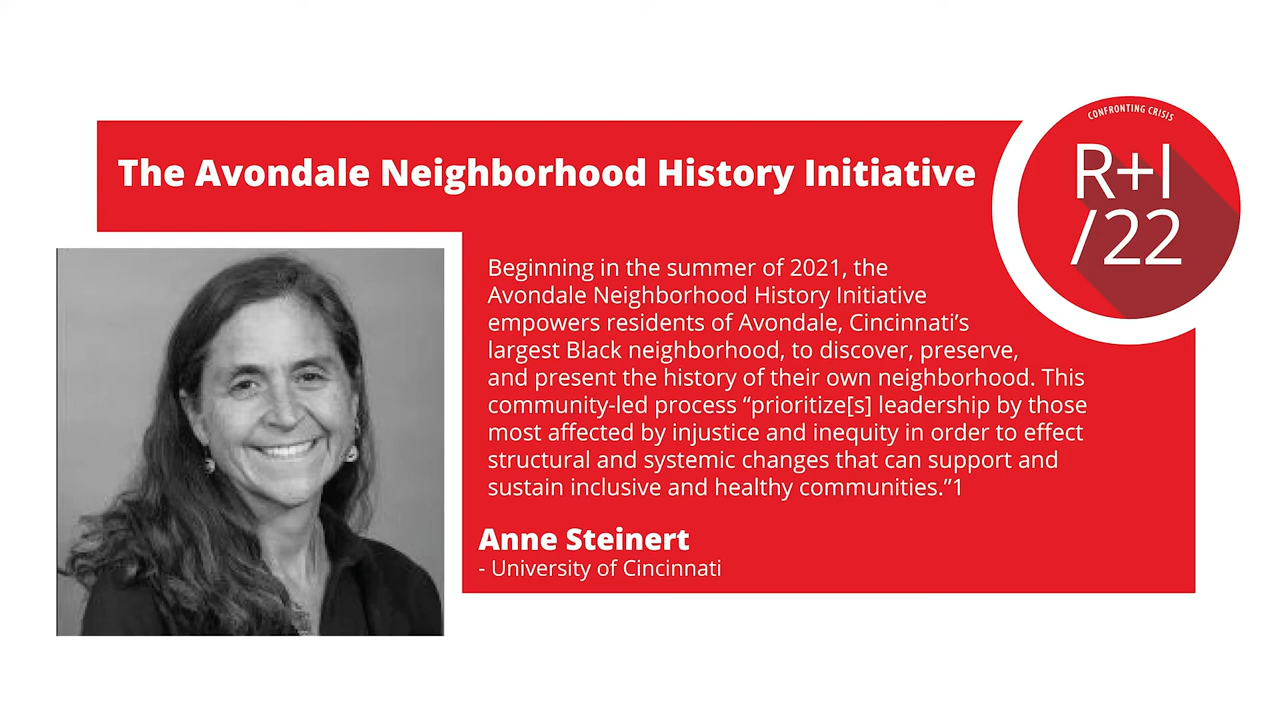 CONFRONTING CRISIS
R+I
/22
The Avondale Neighborhood History Initiative
Beginning in the summer of 2021, the
Avondale Neighborhood History Initiative
empowers residents of Avondale, Cincinnati’s
largest Black neighborhood, to discover, preserve,
and present the history of their own neighborhood. This
community-led process “prioritize[s] leadership by those
most affected by injustice and inequity in order to effect
structural and systemic changes that can support and
sustain inclusive and healthy communities.”1
Anne Steinert
- University of Cincinnati